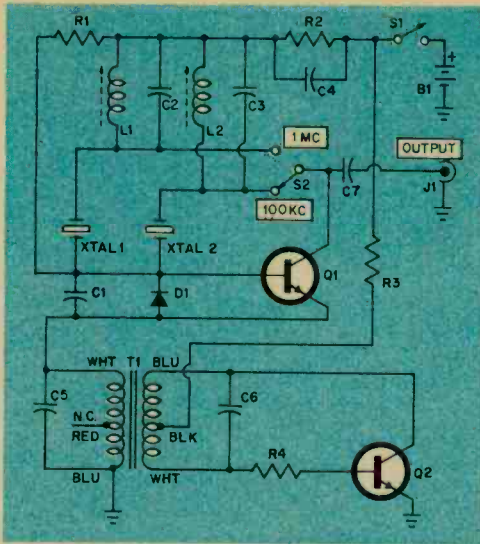 R1
R2
S1
+
B1
C2
C3
C4
L1
L2
1 MC
S2
C7
OUTPUT
J1
100KC
XTAL 1
XTAL 2
Q1
R3
C1
D1
WHT T1 BLU
C5
N.C.
RED
BLK
C6
BLU
WHT
R4
Q2